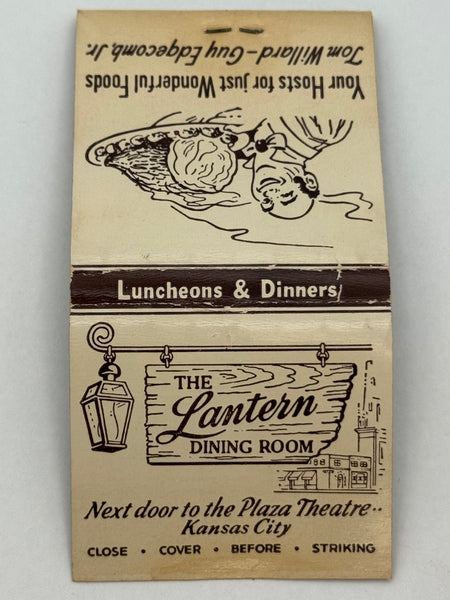 Your Hosts for just Wonderful Foods
Tom Willard - Guy Edgecomb, Jr.
Luncheons & Dinners
THE
Lantern
DINING ROOM
Next door to the Plaza Theatre..
Kansas City
CLOSE • COVER • BEFORE • STRIKING